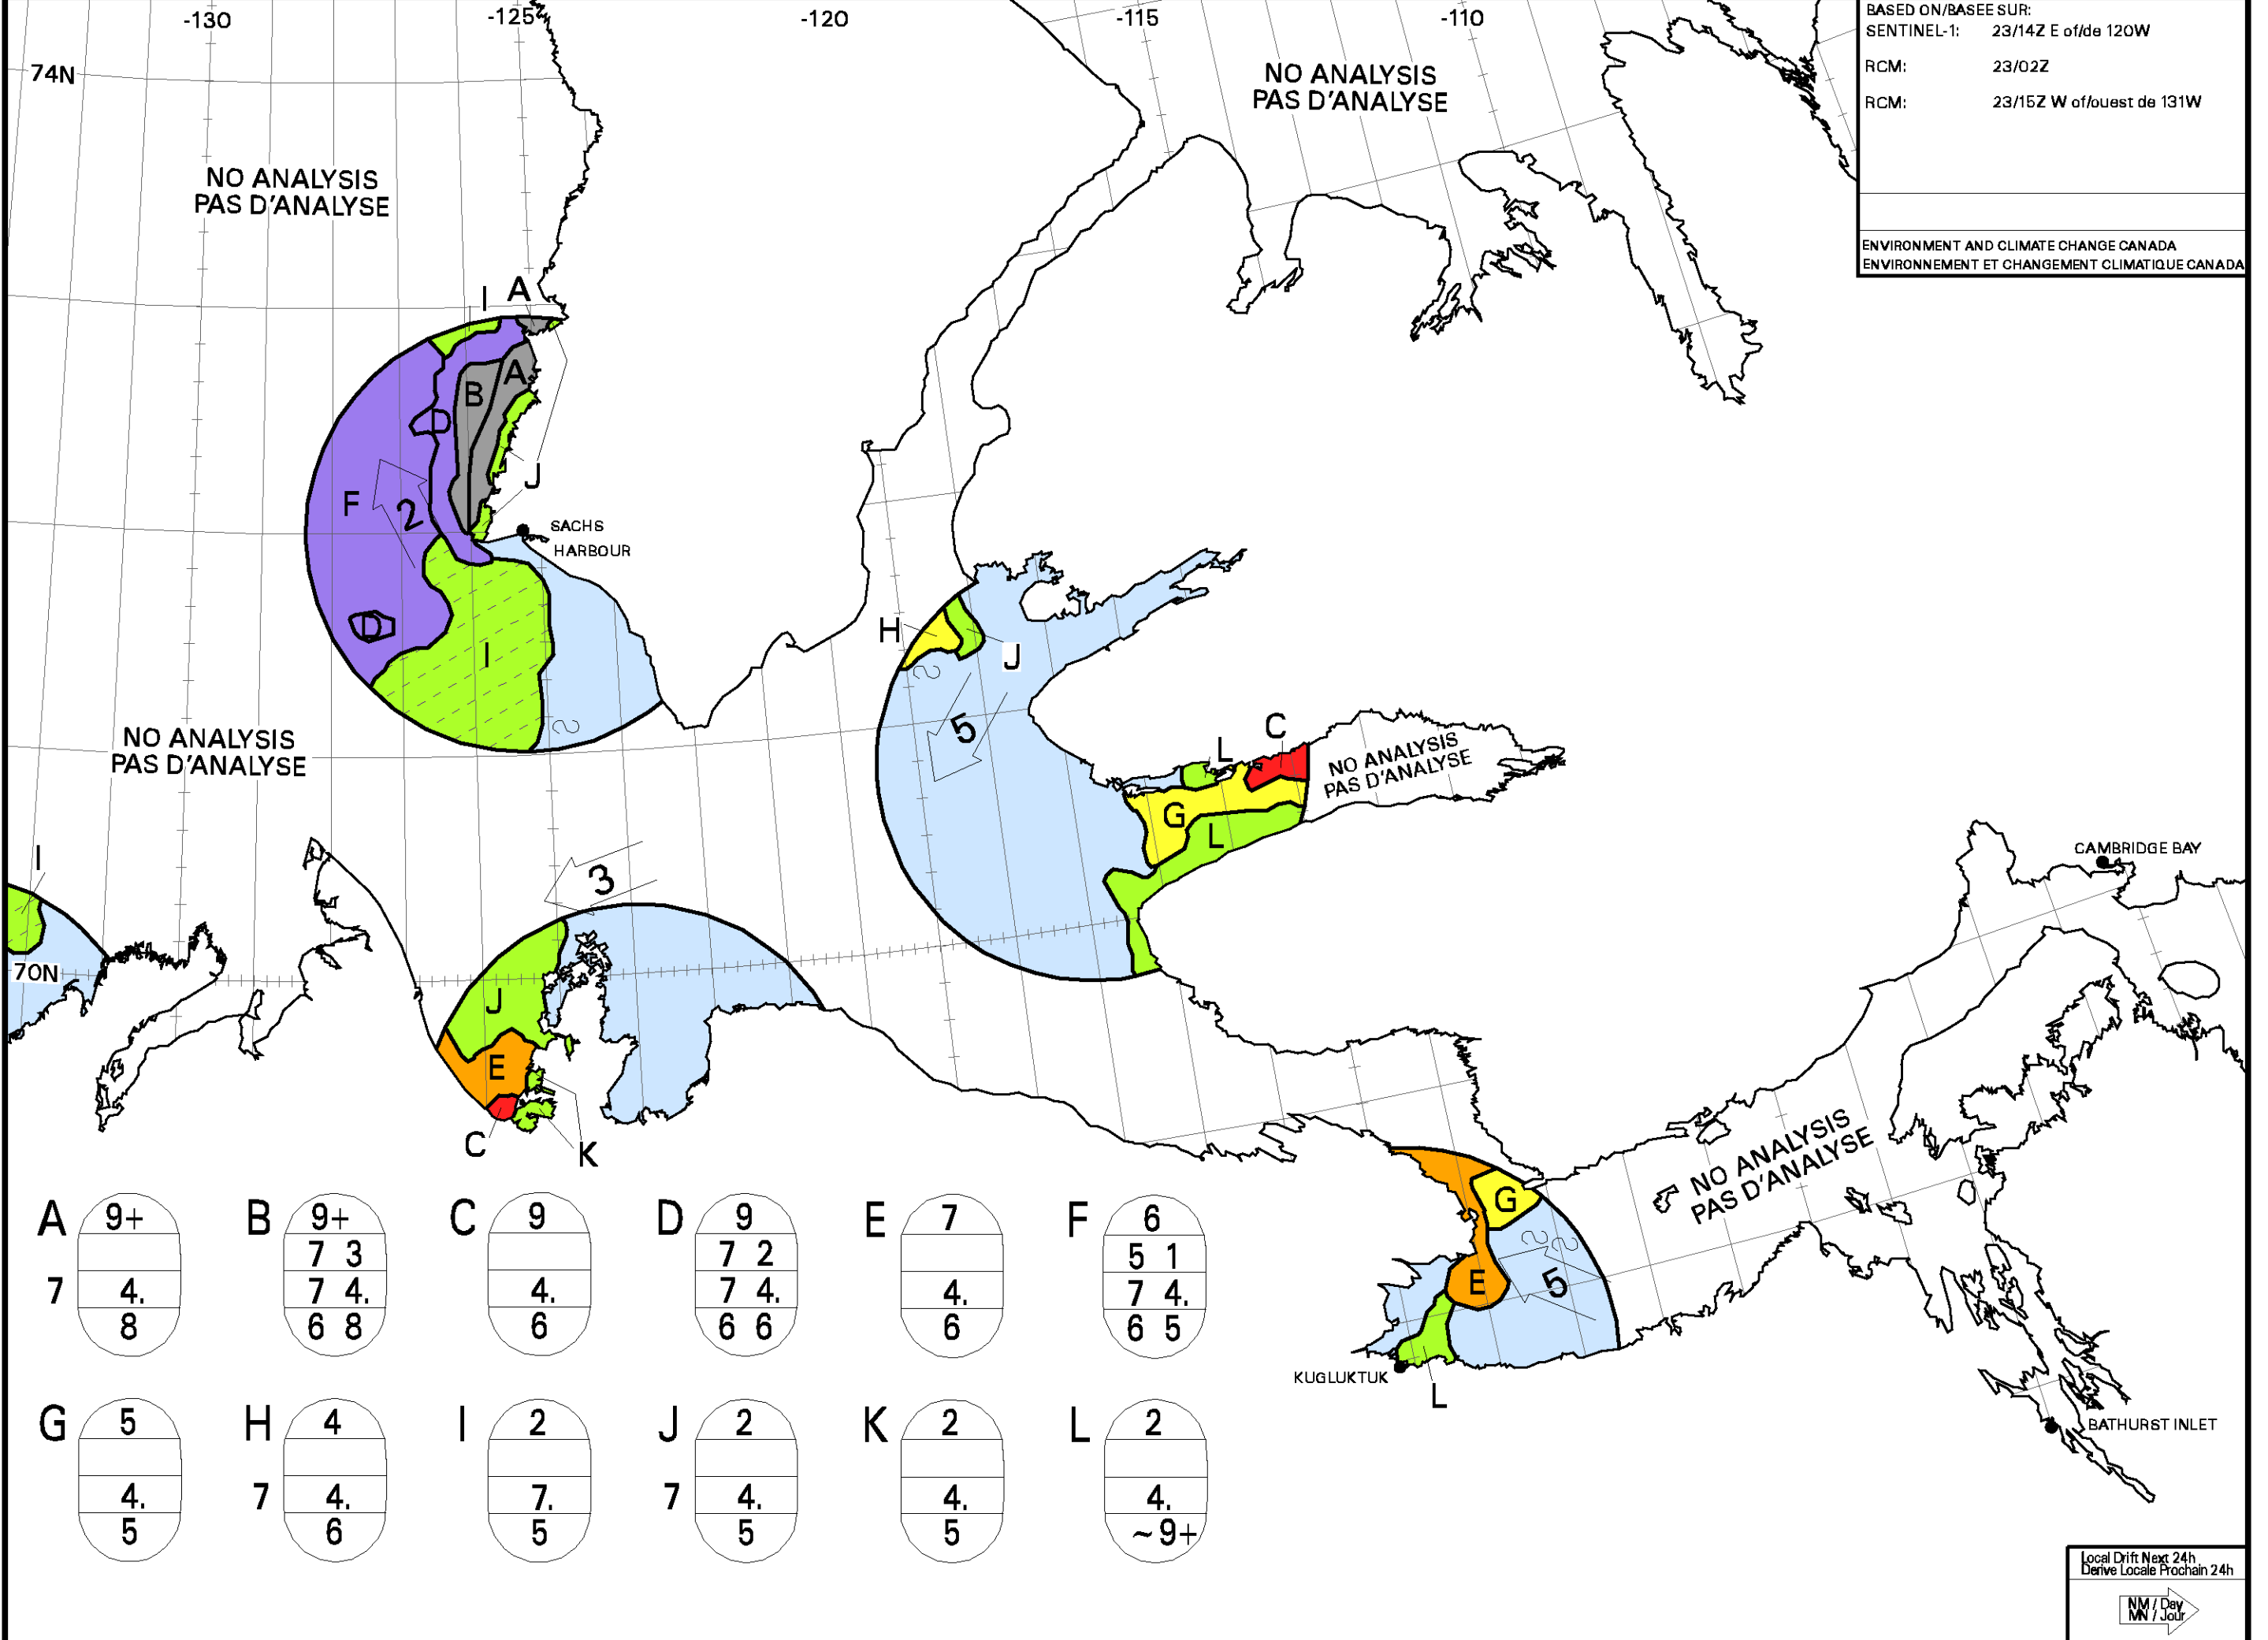 -130
-125
-120
-115
-110
BASED ON/BASEE SUR:
SENTINEL-1: 23/14Z E of/de 120W
RCM: 23/02Z
RCM: 23/15Z W of/ouest de 131W
ENVIRONMENT AND CLIMATE CHANGE CANADA
ENVIRONNEMENT ET CHANGEMENT CLIMATIQUE CANADA
74N
NO ANALYSIS
PAS D'ANALYSE
NO ANALYSIS
PAS D'ANALYSE
I
A
A
B
D
J
F
2
SACHS
HARBOUR
D
I
H
J
5
NO ANALYSIS
PAS D'ANALYSE
L
C
NO ANALYSIS
PAS D'ANALYSE
G
L
I
3
CAMBRIDGE BAY
70N
J
E
C
K
NO ANALYSIS
PAS D'ANALYSE
G
E
5
KUGLUKTUK
L
BATHURST INLET
A 9+
7 4.
8
B 9+
7 3
7 4.
6 8
C 9
4.
6
D 9
7 2
7 4.
6 6
E 7
4.
6
F 6
5 1
7 4.
6 5
G 5
4.
5
H 4
7 4.
6
I 2
7.
5
J 2
7 4.
5
K 2
4.
5
L 2
4.
~9+
Local Drift Next 24h
Derive Locale Prochain 24h
NM / Day
MN / Jour